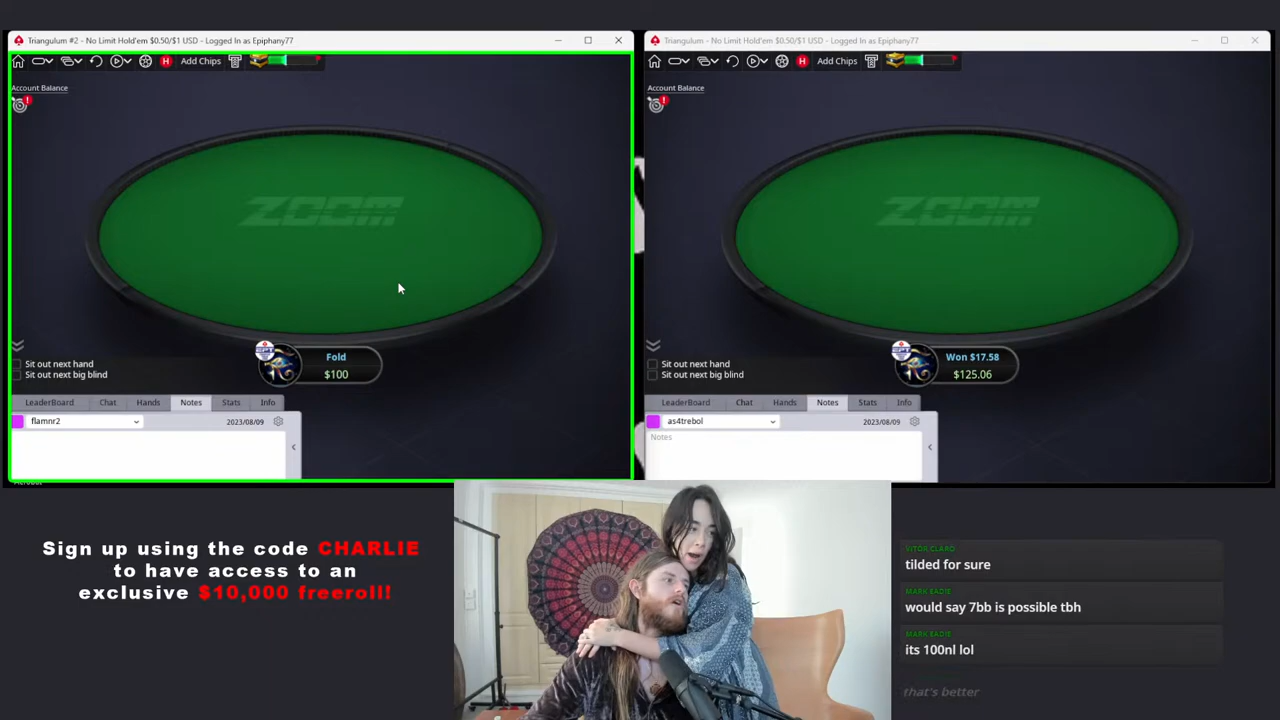 Triangulum #2 - No Limit Hold'em $0.50/$1 USD - Logged In as Epiphany77
H Add Chips
Account Balance
ZOOM
Fold
$100
Sit out next hand
Sit out next big blind
LeaderBoard Chat Hands Notes Stats Info
flamnr2 2023/08/09
Triangulum - No Limit Hold'em $0.50/$1 USD - Logged In as Epiphany77
H Add Chips
Account Balance
ZOOM
EPT
Won $17.58
$125.06
Sit out next hand
Sit out next big blind
LeaderBoard Chat Hands Notes Stats Info
as4trebol 2023/08/09
Notes
Sign up using the code CHARLIE
to have access to an
exclusive $10,000 freeroll!
VITOR CLARO
tilded for sure
MARK EADIE
would say 7bb is possible tbh
MARK EADIE
its 100nl lol
that's better